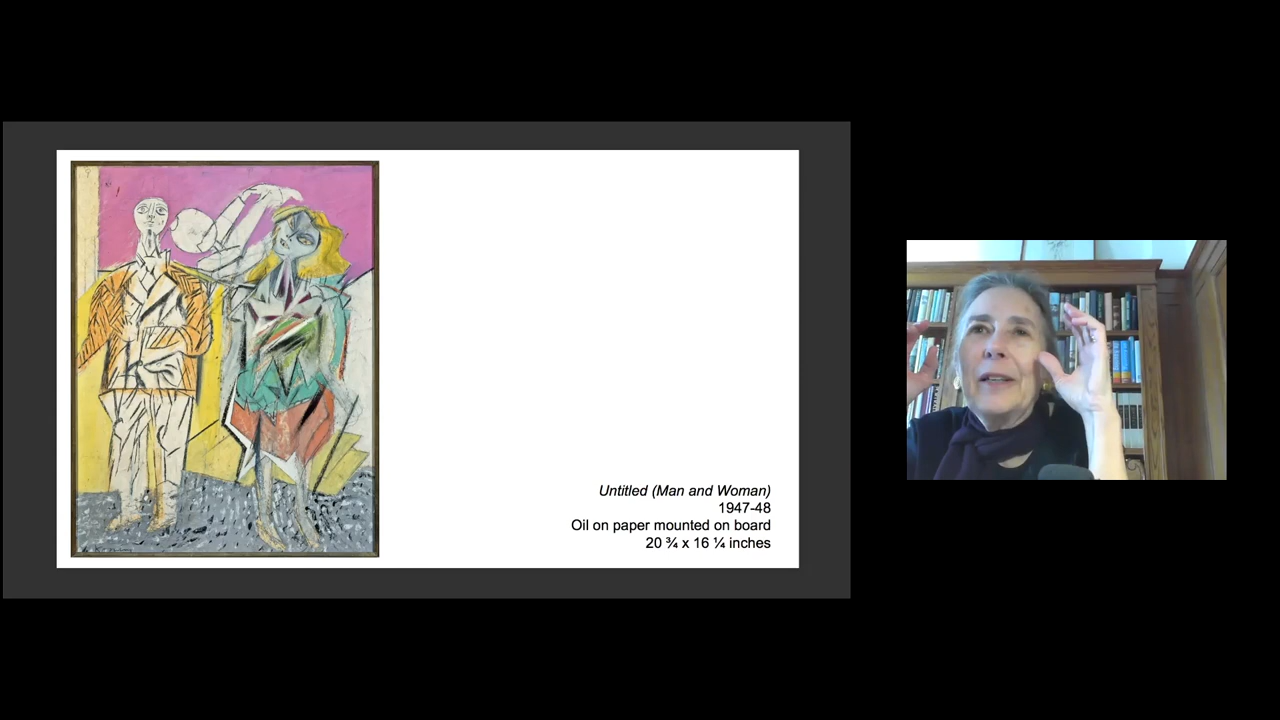 Untitled (Man and Woman)
1947-48
Oil on paper mounted on board
20 ¾ x 16 ¼ inches